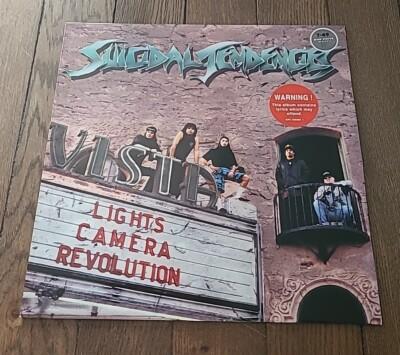 SUICIDAL TENDENCIES
WARNING !
This album contains
lyrics which may
offend.
VISTA
LIGHTS
CAMERA
REVOLUTION